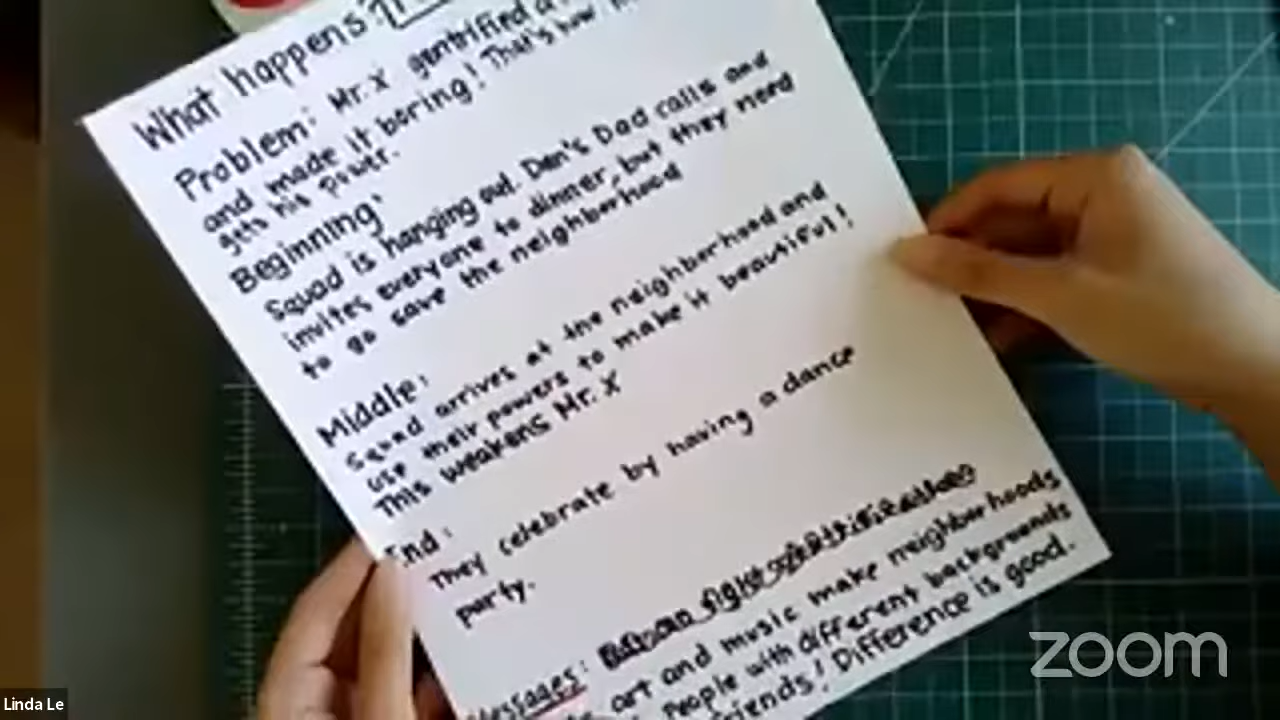 What happens?
Problem: Mr. X gentrified a
and made it boring! That's how
gets his power.
Beginning:
Squad is hanging out. Dan's Dad calls and
invites everyone to dinner, but they need
to go save the neighborhood
Middle:
Squad arrives at the neighborhood and
use their powers to make it beautiful!
This weakens Mr. X
End:
They celebrate by having a dance
party.
Messages:
art and music make neighborhoods
People with different backgrounds
friends! Difference is good.
zoom
Linda Le